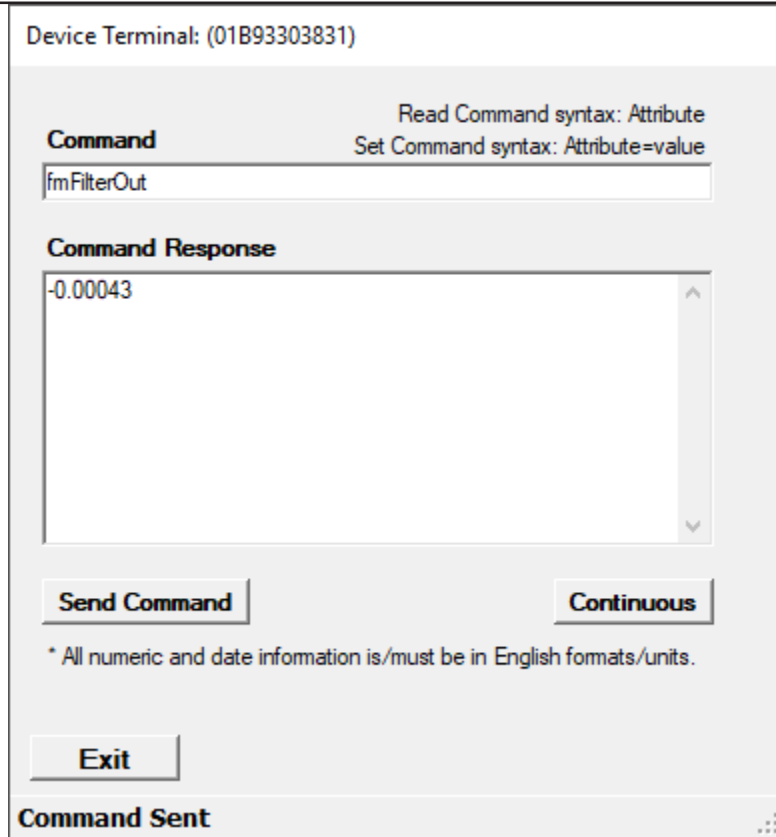 Device Terminal: (01B93303831)
Read Command syntax: Attribute
Command
Set Command syntax: Attribute=value
fmFilterOut
Command Response
-0.00043
Send Command
Continuous
* All numeric and date information is/must be in English formats/units.
Exit
Command Sent